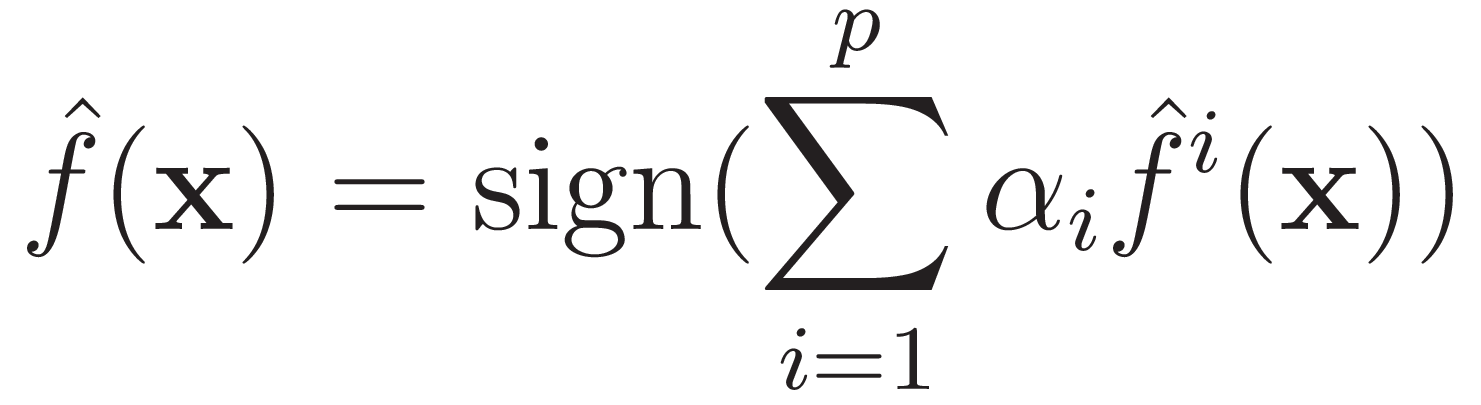 f̂(𝐱) = sign(∑_{i=1}^{p} α_i f̂^i(𝐱))